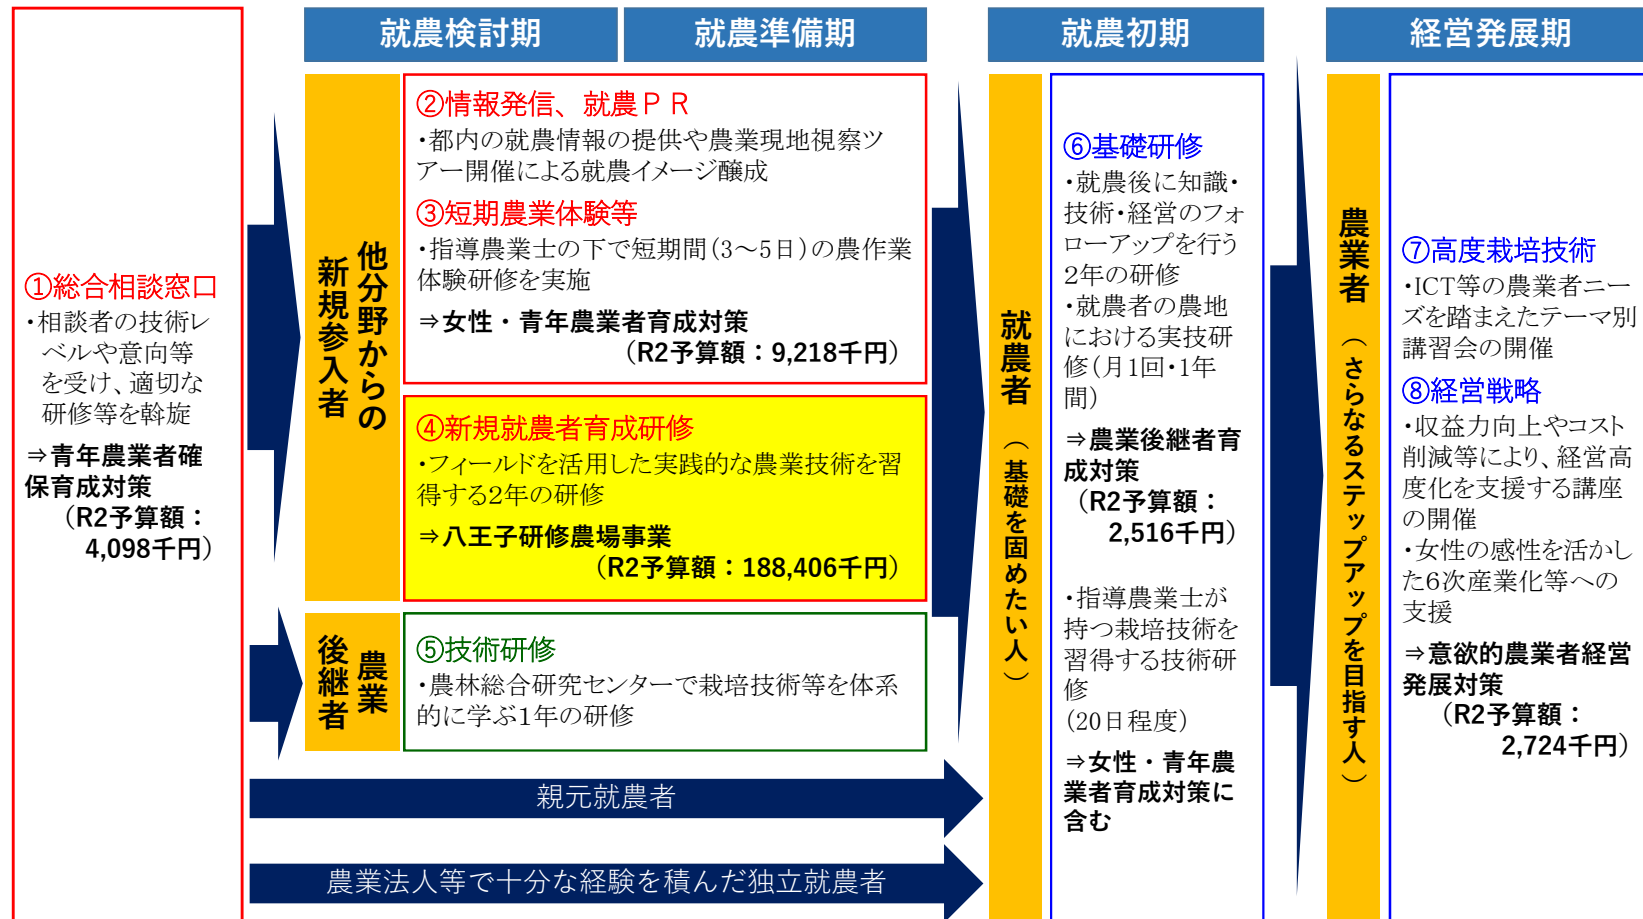 就農検討期
就農準備期
就農初期
経営発展期
①総合相談窓口
・相談者の技術レ
ベルや意向等
を受け、適切な
研修等を斡旋
⇒青年農業者確
保育成対策
（R2予算額：
4,098千円）
他分野からの
新規参入者
②情報発信、就農ＰＲ
・都内の就農情報の提供や農業現地視察ツ
アー開催による就農イメージ醸成
③短期農業体験等
・指導農業士の下で短期間(3～5日)の農作業
体験研修を実施
⇒女性・青年農業者育成対策
（R2予算額：9,218千円）
④新規就農者育成研修
・フィールドを活用した実践的な農業技術を習
得する2年の研修
⇒八王子研修農場事業
（R2予算額：188,406千円）
農業
後継者
⑤技術研修
・農林総合研究センターで栽培技術等を体系
的に学ぶ1年の研修
親元就農者
農業法人等で十分な経験を積んだ独立就農者
就農者（基礎を固めたい人）
⑥基礎研修
・就農後に知識・
技術・経営のフォ
ローアップを行う
2年の研修
・就農者の農地
における実技研
修(月1回・1年
間)
⇒農業後継者育
成対策
（R2予算額：
2,516千円）
・指導農業士が
持つ栽培技術を
習得する技術研
修
(20日程度)
⇒女性・青年農
業者育成対策に
含む
農業者（さらなるステップアップを目指す人）
⑦高度栽培技術
・ICT等の農業者ニー
ズを踏まえたテーマ別
講習会の開催
⑧経営戦略
・収益力向上やコスト
削減等により、経営高
度化を支援する講座
の開催
・女性の感性を活かし
た6次産業化等への
支援
⇒意欲的農業者経営
発展対策
（R2予算額：
2,724千円）